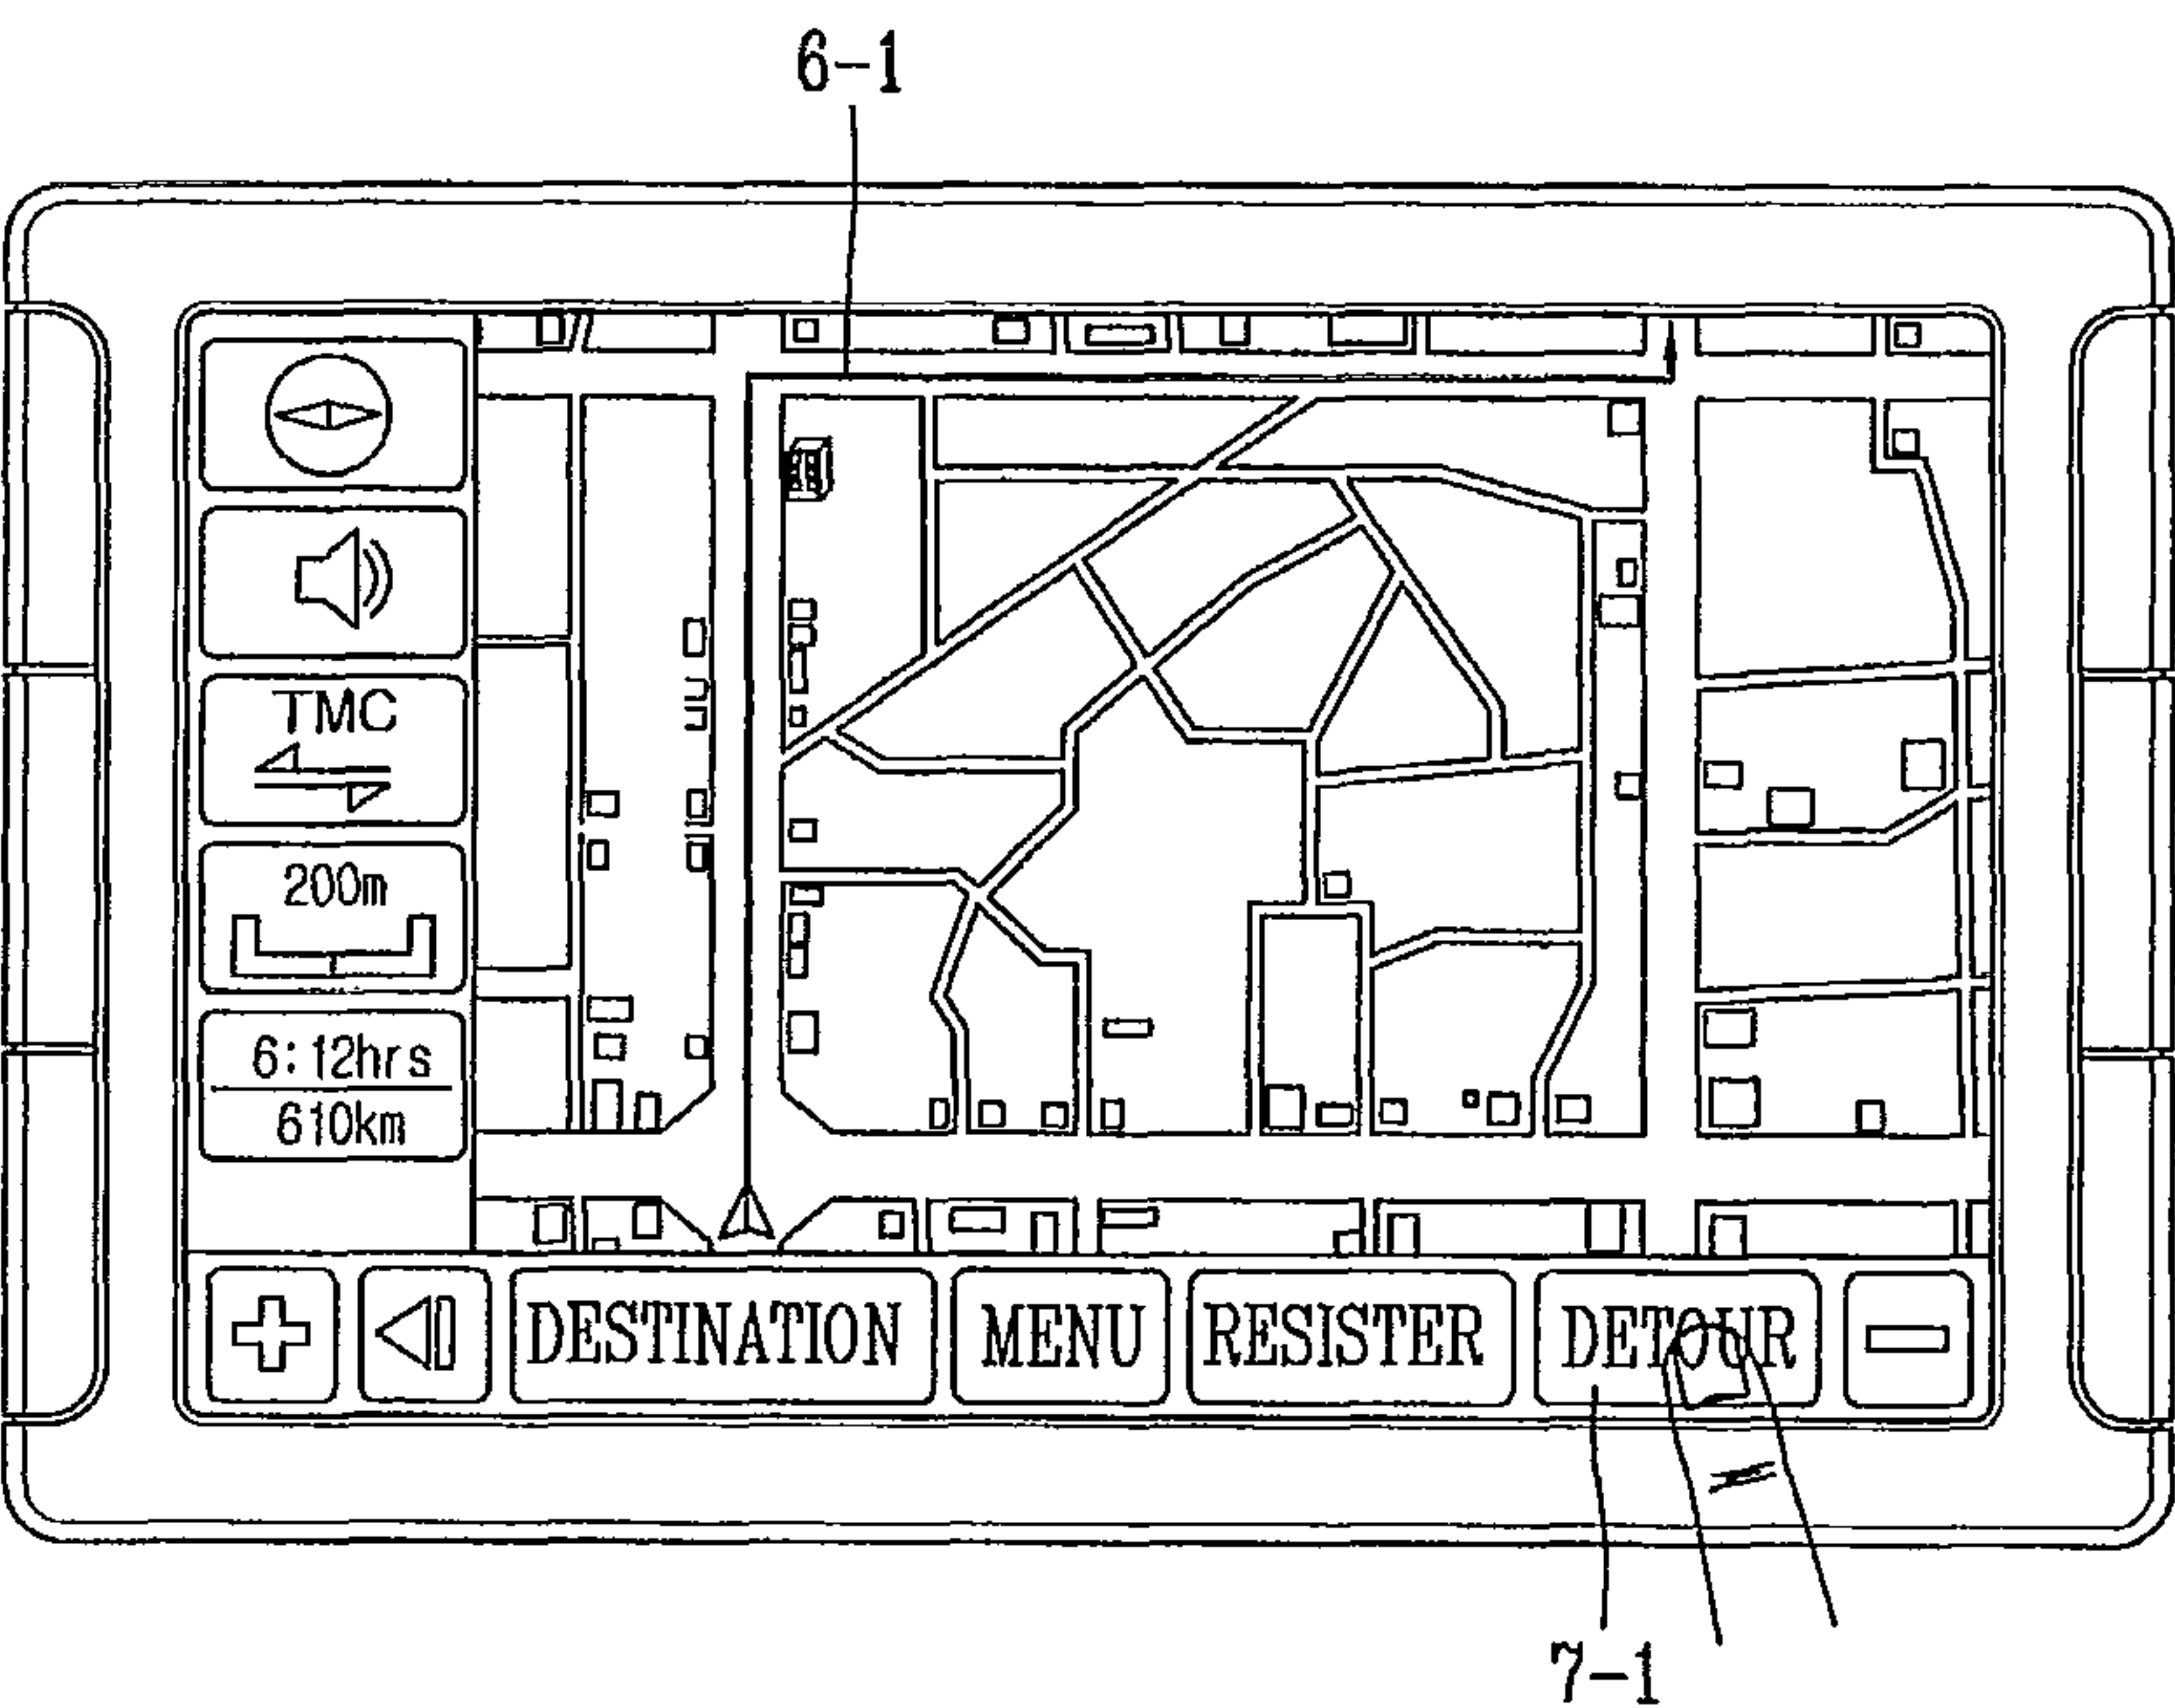 6-1
TMC
200m
6:12hrs
610km
DESTINATION MENU RESISTER DETOUR
7-1